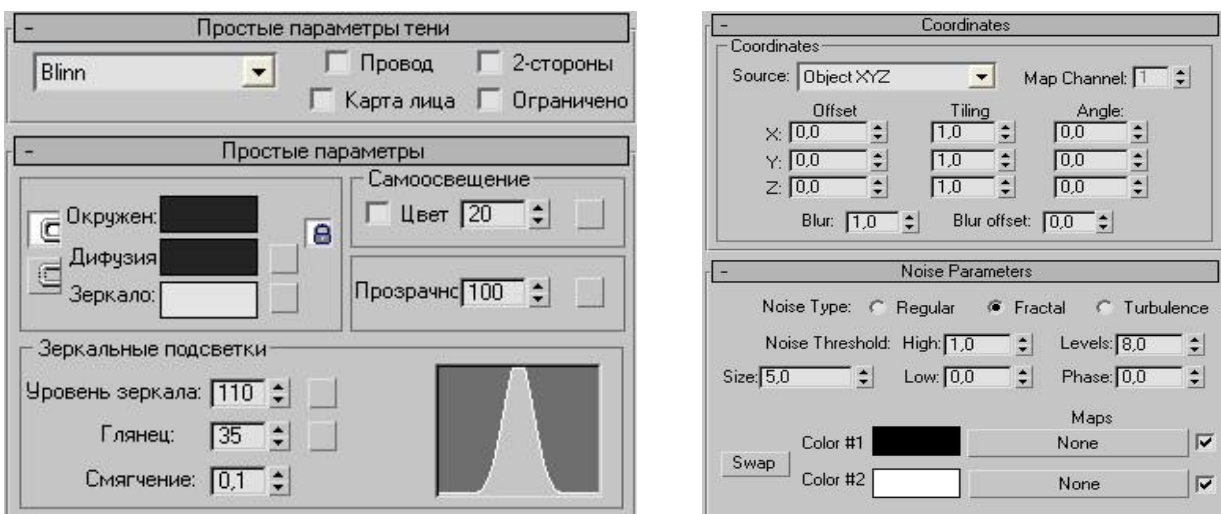 - Простые параметры тени
Blinn
Провод 2-стороны
Карта лица Ограничено
- Простые параметры
Окружен:
Дифузия
Зеркало:
Самоосвещение
Цвет 20
Прозрачнс 100
Зеркальные подсветки
Уровень зеркала: 110
Глянец: 35
Смягчение: 0,1
- Coordinates
Coordinates
Source: Object XYZ Map Channel: 1
Offset Tiling Angle:
X: 0,0 1,0 0,0
Y: 0,0 1,0 0,0
Z: 0,0 1,0 0,0
Blur: 1,0 Blur offset: 0,0
- Noise Parameters
Noise Type: Regular Fractal Turbulence
Noise Threshold: High: 1,0 Levels: 8,0
Size: 5,0 Low: 0,0 Phase: 0,0
Maps
Color #1 None
Swap
Color #2 None